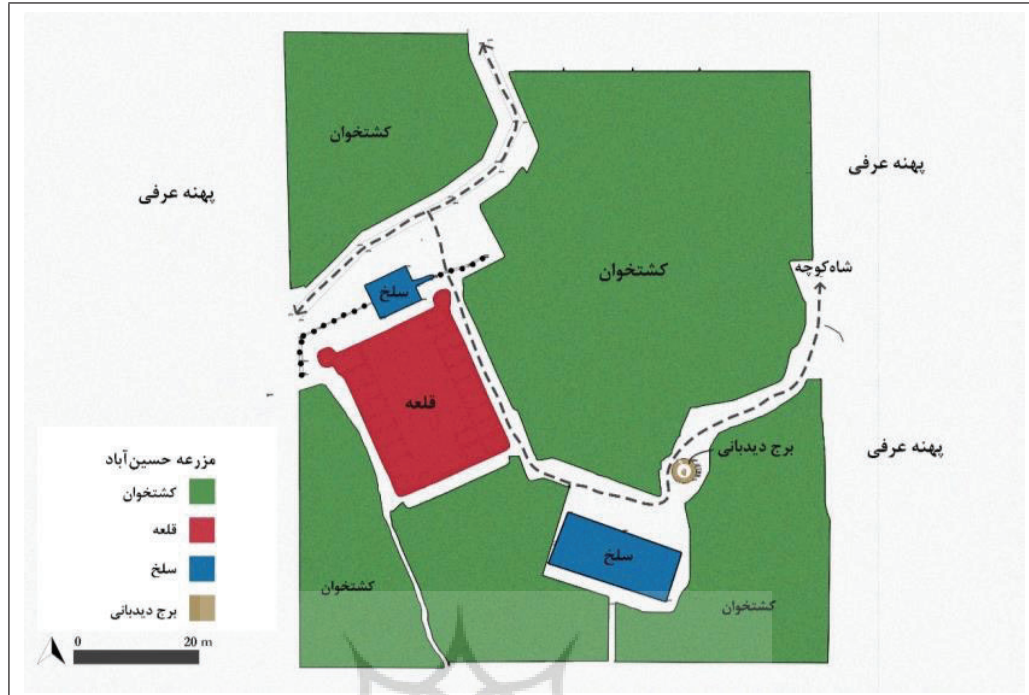 کشتخوان
پهنه عرفی
پهنه عرفی
کشتخوان
شاه‌کوچه
سلخ
قلعه
برج دیدبانی
پهنه عرفی
سلخ
کشتخوان
کشتخوان
مزرعه حسین‌آباد
کشتخوان
قلعه
سلخ
برج دیدبانی
0 20 m